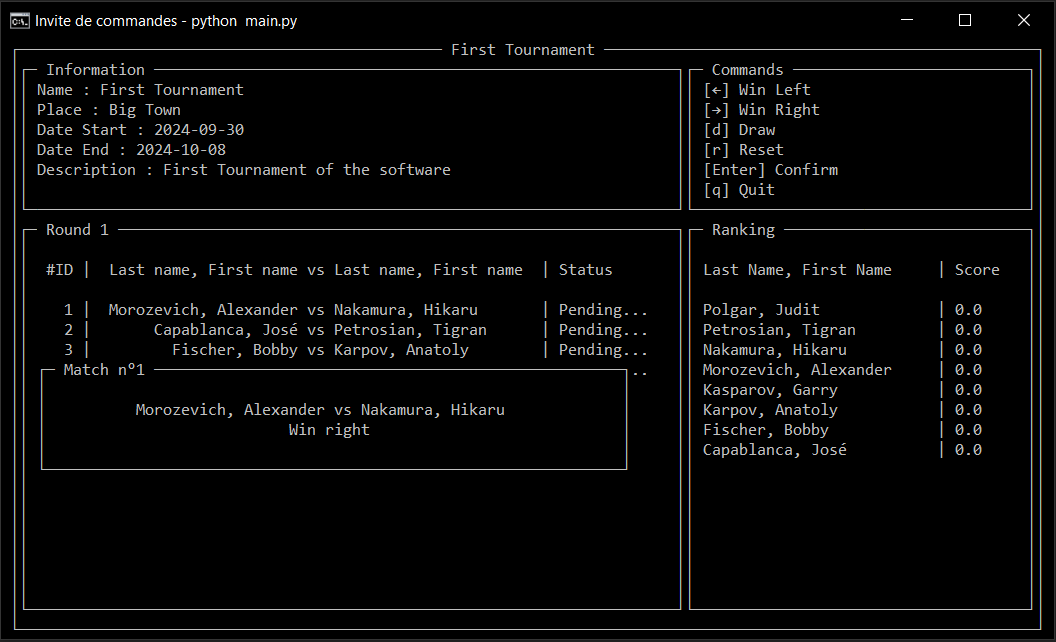 Invite de commandes - python  main.py
First Tournament
Information
Name : First Tournament
Place : Big Town
Date Start : 2024-09-30
Date End : 2024-10-08
Description : First Tournament of the software
Commands
[←] Win Left
[→] Win Right
[d] Draw
[r] Reset
[Enter] Confirm
[q] Quit
Round 1
#ID | Last name, First name vs Last name, First name | Status
1 | Morozevich, Alexander vs Nakamura, Hikaru | Pending...
2 | Capablanca, José vs Petrosian, Tigran | Pending...
3 | Fischer, Bobby vs Karpov, Anatoly | Pending...
..
Match n°1
Morozevich, Alexander vs Nakamura, Hikaru
Win right
Ranking
Last Name, First Name | Score
Polgar, Judit | 0.0
Petrosian, Tigran | 0.0
Nakamura, Hikaru | 0.0
Morozevich, Alexander | 0.0
Kasparov, Garry | 0.0
Karpov, Anatoly | 0.0
Fischer, Bobby | 0.0
Capablanca, José | 0.0